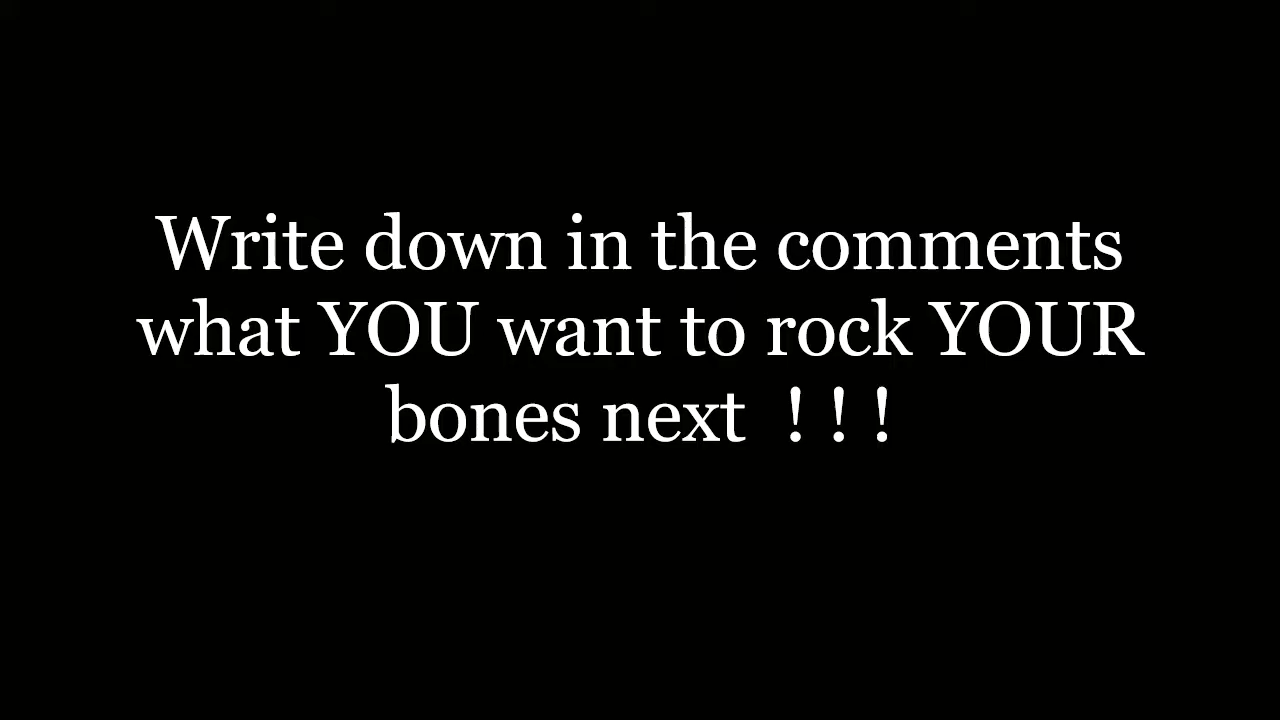 Write down in the comments
what YOU want to rock YOUR
bones next  ! ! !